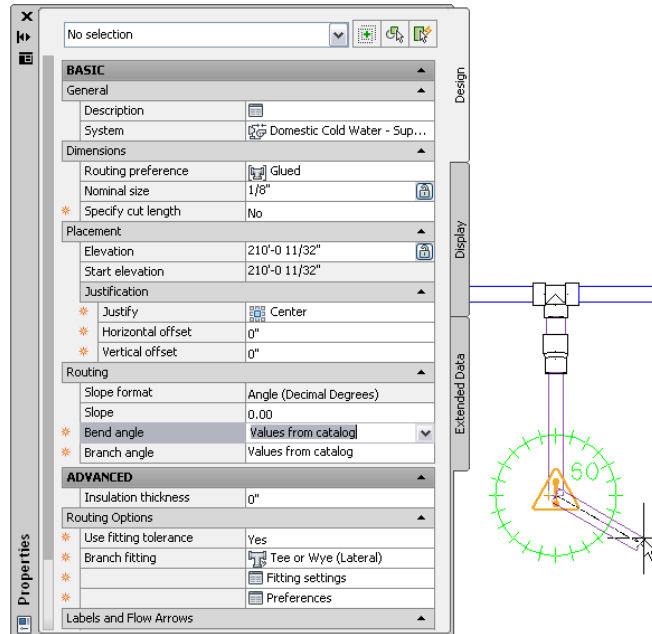 No selection
BASIC
General
Description
System Domestic Cold Water - Sup...
Dimensions
Routing preference Glued
Nominal size 1/8"
Specify cut length No
Placement
Elevation 210'-0 11/32"
Start elevation 210'-0 11/32"
Justification
Justify Center
Horizontal offset 0"
Vertical offset 0"
Routing
Slope format Angle (Decimal Degrees)
Slope 0.00
Bend angle Values from catalog
Branch angle Values from catalog
ADVANCED
Insulation thickness 0"
Routing Options
Use fitting tolerance Yes
Branch fitting Tee or Wye (Lateral)
Fitting settings
Preferences
Labels and Flow Arrows
Properties
Design
Display
Extended Data
60